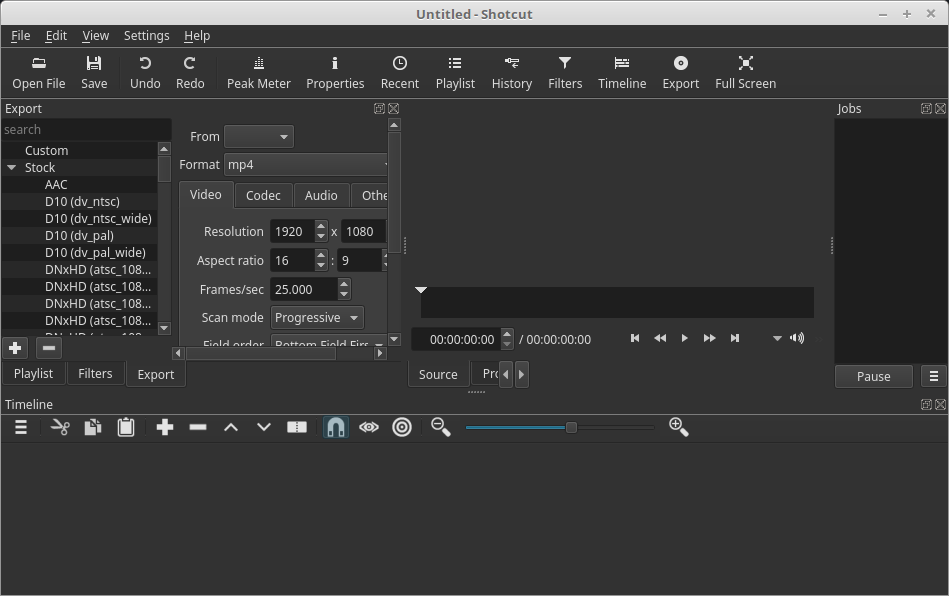 Untitled - Shotcut
File Edit View Settings Help
Open File Save Undo Redo Peak Meter Properties Recent Playlist History Filters Timeline Export Full Screen
Export
search
Custom
Stock
AAC
D10 (dv_ntsc)
D10 (dv_ntsc_wide)
D10 (dv_pal)
D10 (dv_pal_wide)
DNxHD (atsc_108...
DNxHD (atsc_108...
DNxHD (atsc_108...
DNxHD (atsc_108...
From
Format mp4
Video Codec Audio Othe
Resolution 1920 x 1080
Aspect ratio 16 : 9
Frames/sec 25.000
Scan mode Progressive
Field order Bottom Field Firs
Playlist Filters Export
00:00:00:00 / 00:00:00:00
Source Pro
Jobs
Pause
Timeline